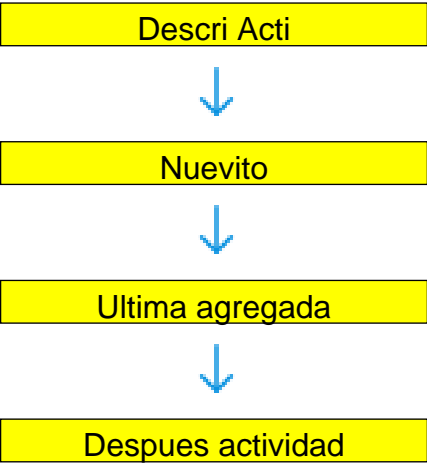 Descri Acti
Nuevito
Ultima agregada
Despues actividad